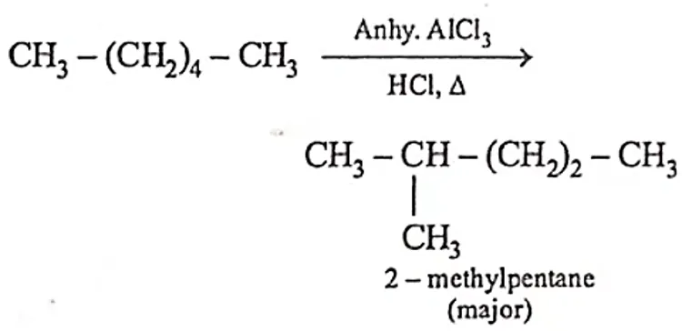 Anhy. AlCl₃
CH₃ – (CH₂)₄ – CH₃
HCl, Δ
CH₃ – CH – (CH₂)₂ – CH₃
CH₃
2 – methylpentane
(major)